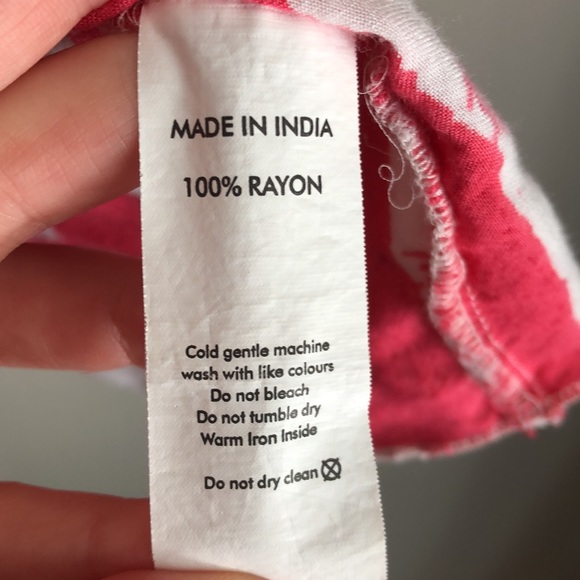 MADE IN INDIA
100% RAYON
Cold gentle machine
wash with like colours
Do not bleach
Do not tumble dry
Warm Iron Inside
Do not dry clean